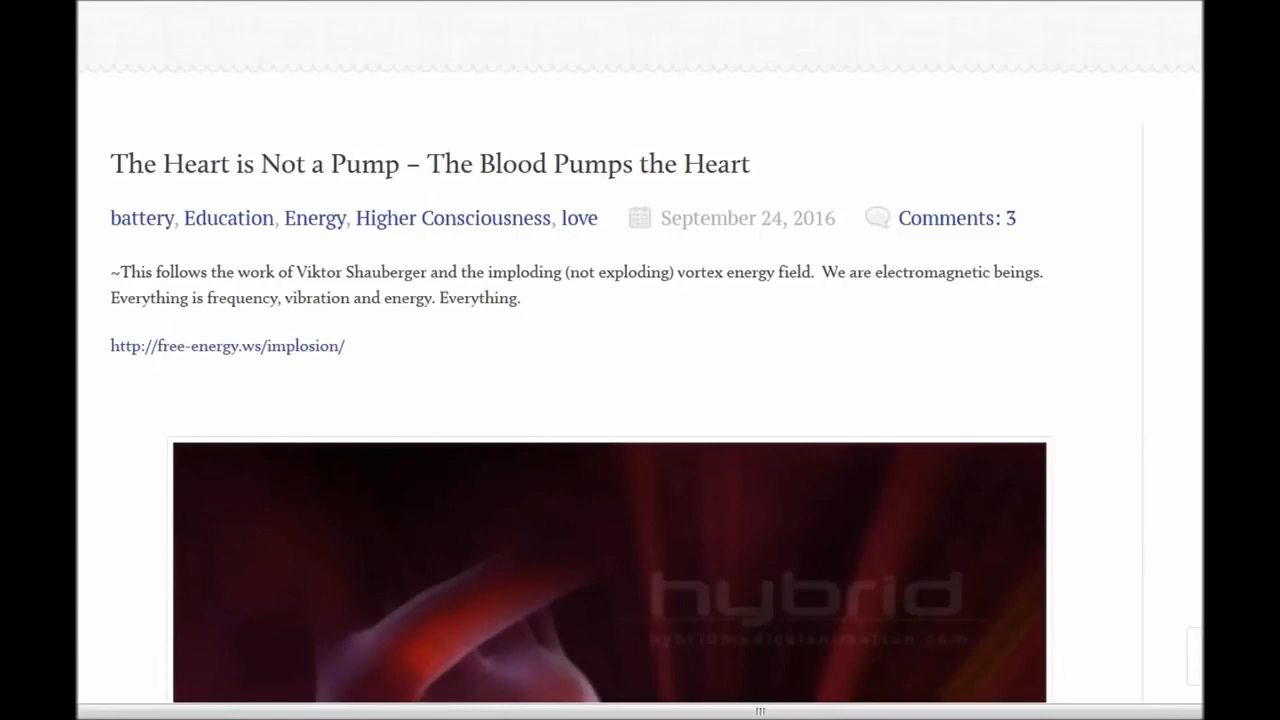 The Heart is Not a Pump – The Blood Pumps the Heart
battery, Education, Energy, Higher Consciousness, love September 24, 2016 Comments: 3
~This follows the work of Viktor Shauberger and the imploding (not exploding) vortex energy field. We are electromagnetic beings.
Everything is frequency, vibration and energy. Everything.
http://free-energy.ws/implosion/
hybrid
hybridmedicalanimation.com